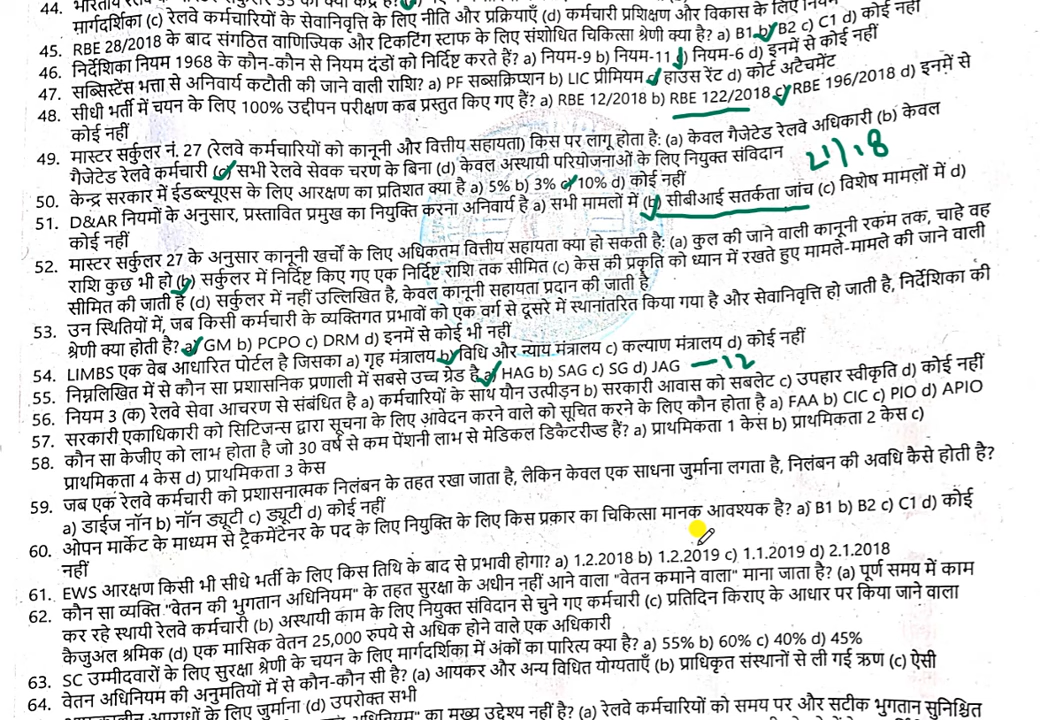 44. भारतीय
मार्गदर्शिका (c) रेलवे कर्मचारियों के सेवानिवृत्ति के लिए नीति और प्रक्रियाएँ (d) कर्मचारी प्रशिक्षण और विकास के लिए
45. RBE 28/2018 के बाद संगठित वाणिज्यिक और टिकटिंग स्टाफ के लिए संशोधित चिकित्सा श्रेणी क्या है? a) B1 b) B2 c) C1 d) कोई नहीं
46. निर्देशिका नियम 1968 के कौन-कौन से नियम दंडों को निर्दिष्ट करते हैं? a) नियम-9 b) नियम-11 c) नियम-6 d) इनमें से कोई नहीं
47. सब्सिस्टेंस भत्ता से अनिवार्य कटौती की जाने वाली राशि? a) PF सब्सक्रिप्शन b) LIC प्रीमियम c) हाउस रेंट d) कोर्ट अटैचमेंट
48. सीधी भर्ती में चयन के लिए 100% उद्दीपन परीक्षण कब प्रस्तुत किए गए हैं? a) RBE 12/2018 b) RBE 122/2018 c) RBE 196/2018 d) इनमें से
कोई नहीं
49. मास्टर सर्कुलर नं. 27 (रेलवे कर्मचारियों को कानूनी और वित्तीय सहायता) किस पर लागू होता है: (a) केवल गैजेटेड रेलवे अधिकारी (b) केवल
गैजेटेड रेलवे कर्मचारी (c) सभी रेलवे सेवक चरण के बिना (d) केवल अस्थायी परियोजनाओं के लिए नियुक्त संविदान
50. केन्द्र सरकार में ईडब्ल्यूएस के लिए आरक्षण का प्रतिशत क्या है a) 5% b) 3% c) 10% d) कोई नहीं
51. D&AR नियमों के अनुसार, प्रस्तावित प्रमुख का नियुक्ति करना अनिवार्य है a) सभी मामलों में (b) सीबीआई सतर्कता जांच (c) विशेष मामलों में d)
कोई नहीं
52. मास्टर सर्कुलर 27 के अनुसार कानूनी खर्चों के लिए अधिकतम वित्तीय सहायता क्या हो सकती है: (a) कुल की जाने वाली कानूनी रकम तक, चाहे वह
राशि कुछ भी हो (b) सर्कुलर में निर्दिष्ट किए गए एक निर्दिष्ट राशि तक सीमित (c) केस की प्रकृति को ध्यान में रखते हुए मामले-मामले की जाने वाली
सीमित की जाती है (d) सर्कुलर में नहीं उल्लिखित है, केवल कानूनी सहायता प्रदान की जाती है
53. उन स्थितियों में, जब किसी कर्मचारी के व्यक्तिगत प्रभावों को एक वर्ग से दूसरे में स्थानांतरित किया गया है और सेवानिवृत्ति हो जाती है, निर्देशिका की
श्रेणी क्या होती है? a) GM b) PCPO c) DRM d) इनमें से कोई भी नहीं
54. LIMBS एक वेब आधारित पोर्टल है जिसका a) गृह मंत्रालय b) विधि और न्याय मंत्रालय c) कल्याण मंत्रालय d) कोई नहीं
55. निम्नलिखित में से कौन सा प्रशासनिक प्रणाली में सबसे उच्च ग्रेड है a) HAG b) SAG c) SG d) JAG — 12
56. नियम 3 (क) रेलवे सेवा आचरण से संबंधित है a) कर्मचारियों के साथ यौन उत्पीड़न b) सरकारी आवास को सबलेट c) उपहार स्वीकृति d) कोई नहीं
57. सरकारी एकाधिकारी को सिटिजन्स द्वारा सूचना के लिए आवेदन करने वाले को सूचित करने के लिए कौन होता है a) FAA b) CIC c) PIO d) APIO
58. कौन सा केजीए को लाभ होता है जो 30 वर्ष से कम पेंशनी लाभ से मेडिकल डिकैटरीज्ड हैं? a) प्राथमिकता 1 केस b) प्राथमिकता 2 केस c)
प्राथमिकता 4 केस d) प्राथमिकता 3 केस
59. जब एक रेलवे कर्मचारी को प्रशासनात्मक निलंबन के तहत रखा जाता है, लेकिन केवल एक साधना जुर्माना लगता है, निलंबन की अवधि कैसे होती है?
a) डाईज नॉन b) नॉन ड्यूटी c) ड्यूटी d) कोई नहीं
60. ओपन मार्केट के माध्यम से ट्रैकमेंटेनर के पद के लिए नियुक्ति के लिए किस प्रकार का चिकित्सा मानक आवश्यक है? a) B1 b) B2 c) C1 d) कोई
नहीं
61. EWS आरक्षण किसी भी सीधे भर्ती के लिए किस तिथि के बाद से प्रभावी होगा? a) 1.2.2018 b) 1.2.2019 c) 1.1.2019 d) 2.1.2018
62. कौन सा व्यक्ति "वेतन की भुगतान अधिनियम" के तहत सुरक्षा के अधीन नहीं आने वाला "वेतन कमाने वाला" माना जाता है? (a) पूर्ण समय में काम
कर रहे स्थायी रेलवे कर्मचारी (b) अस्थायी काम के लिए नियुक्त संविदान से चुने गए कर्मचारी (c) प्रतिदिन किराए के आधार पर किया जाने वाला
कैजुअल श्रमिक (d) एक मासिक वेतन 25,000 रुपये से अधिक होने वाले एक अधिकारी
63. SC उम्मीदवारों के लिए सुरक्षा श्रेणी के चयन के लिए मार्गदर्शिका में अंकों का पारित्य क्या है? a) 55% b) 60% c) 40% d) 45%
64. वेतन अधिनियम की अनुमतियों में से कौन-कौन सी है? (a) आयकर और अन्य विधित योग्यताएँ (b) प्राधिकृत संस्थानों से ली गई ऋण (c) ऐसी
अपराधों के लिए जुर्माना (d) उपरोक्त सभी
अधिनियम" का मुख्य उद्देश्य नहीं है? (a) रेलवे कर्मचारियों को समय पर और सटीक भुगतान सुनिश्चित